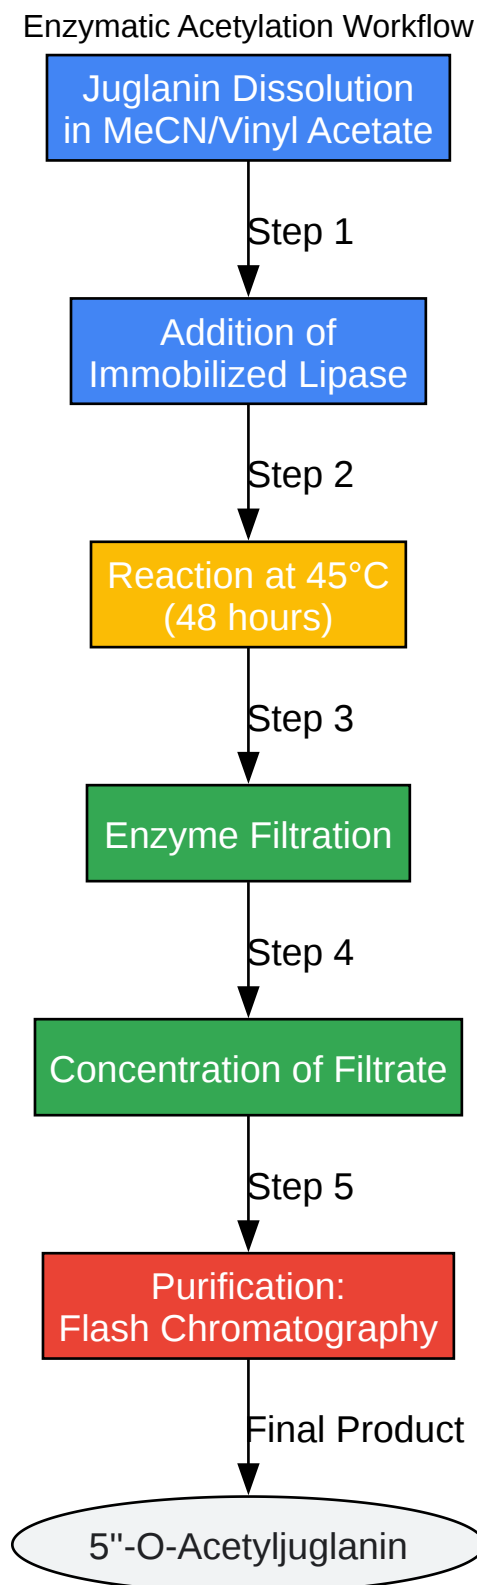 Enzymatic Acetylation Workflow
Juglanin Dissolution
in MeCN/Vinyl Acetate
Step 1
Addition of
Immobilized Lipase
Step 2
Reaction at 45°C
(48 hours)
Step 3
Enzyme Filtration
Step 4
Concentration of Filtrate
Step 5
Purification:
Flash Chromatography
Final Product
5''-O-Acetyljuglanin